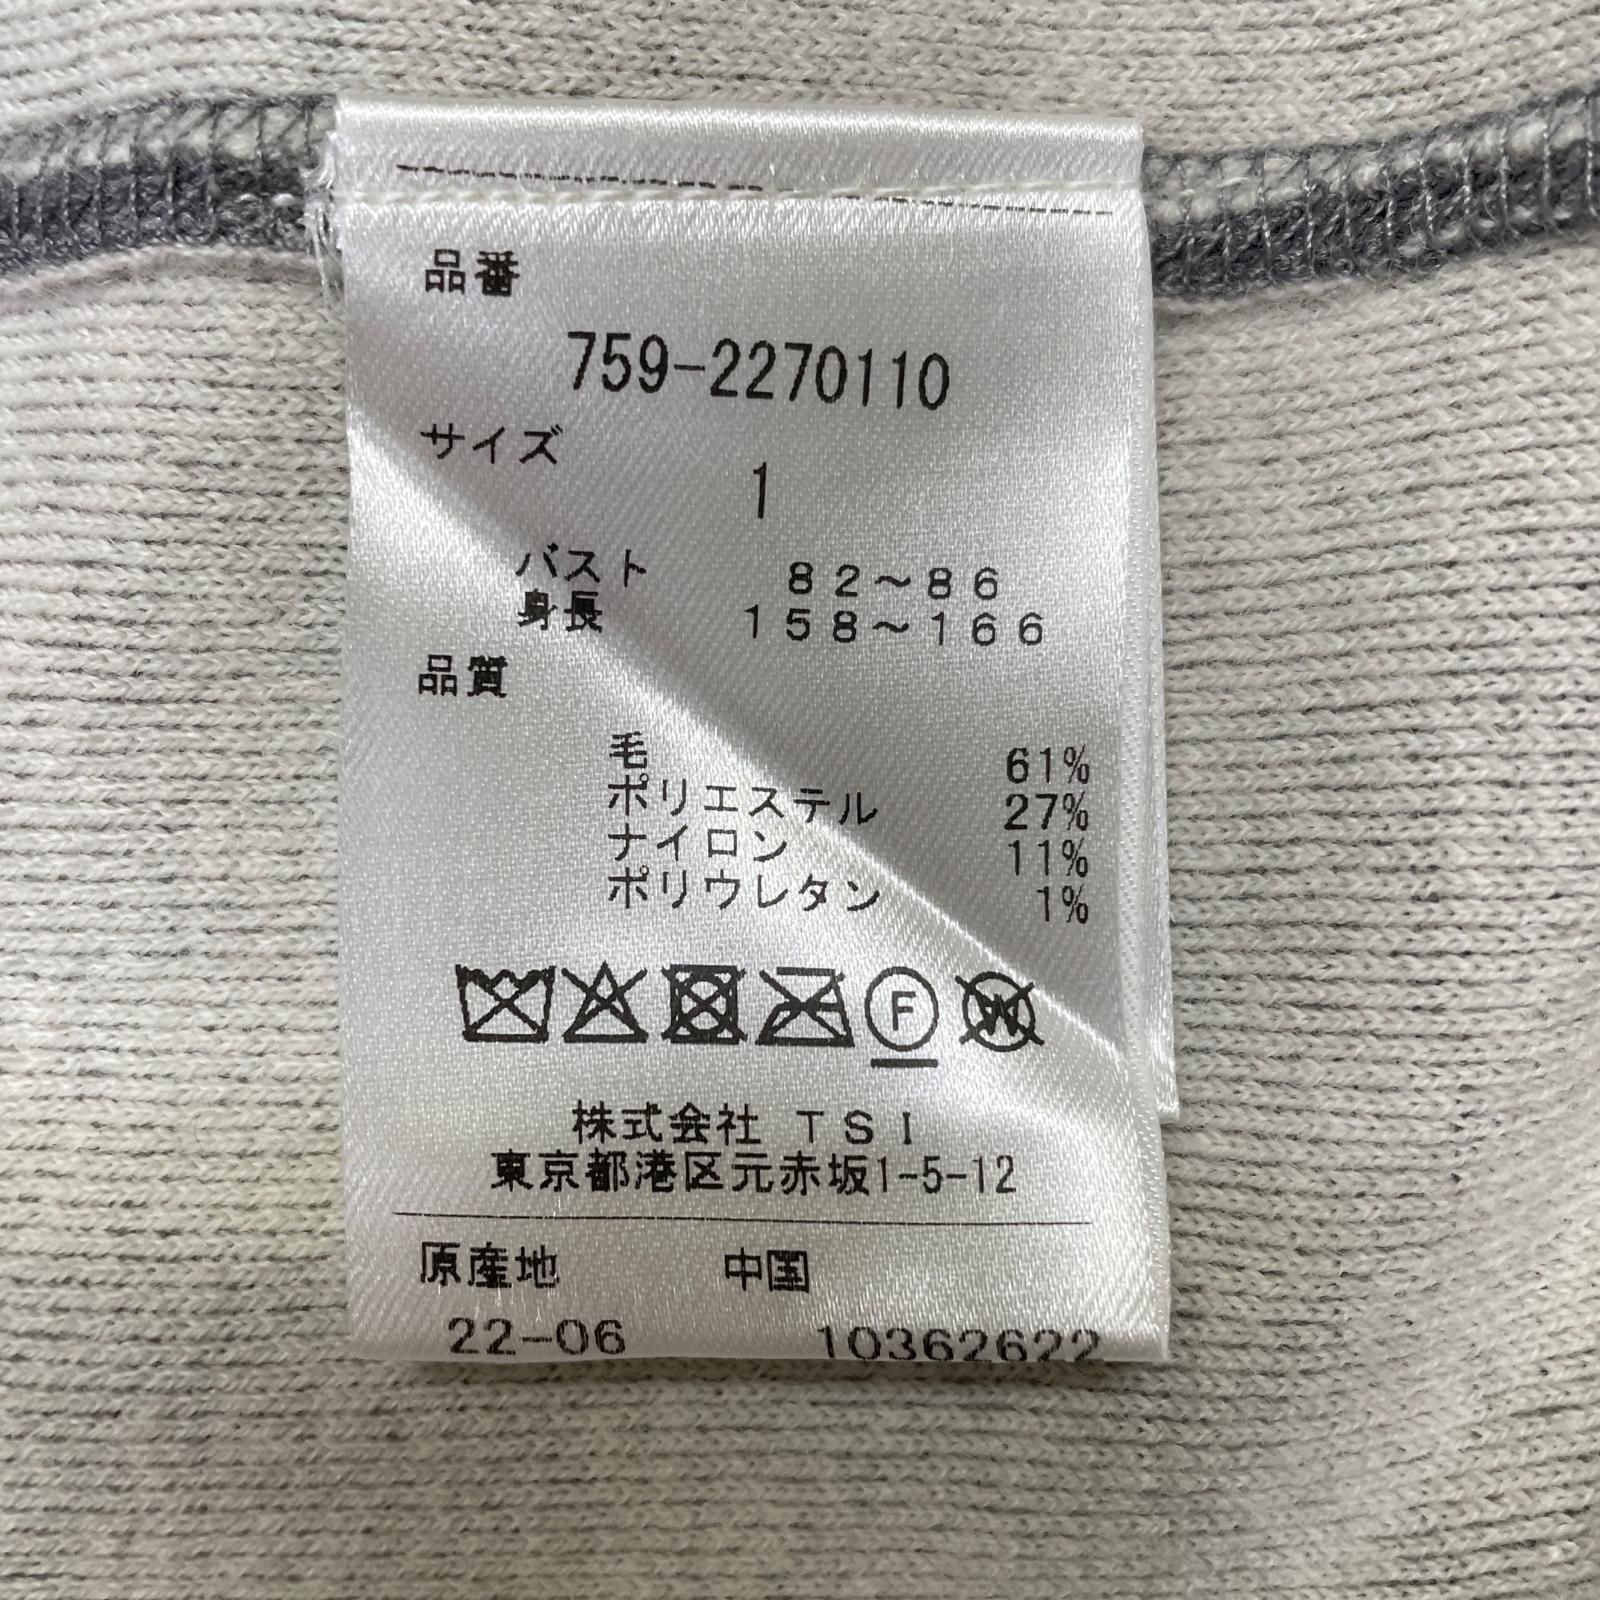 品番
759-2270110
サイズ
1
バスト 82～86
身長 158～166
品質
毛 61%
ポリエステル 27%
ナイロン 11%
ポリウレタン 1%
F W
株式会社 TSI
東京都港区元赤坂1-5-12
原産地 中国
22-06 10362622